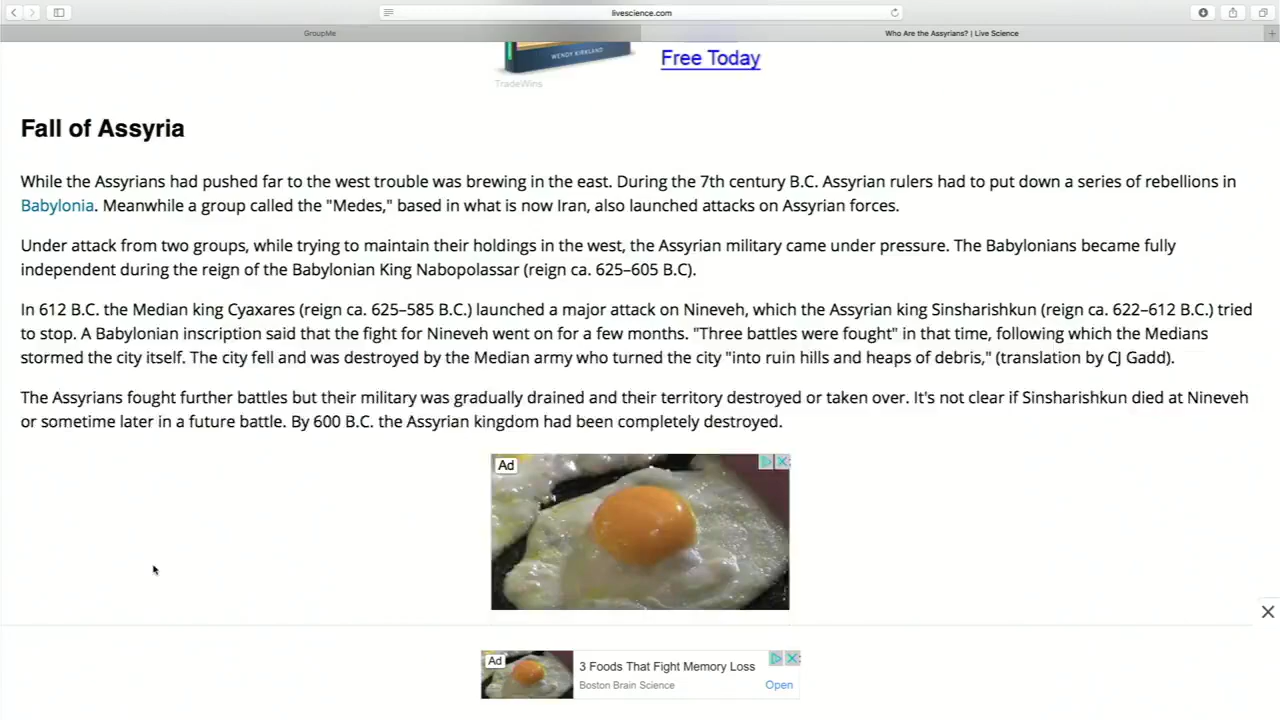 livescience.com
GroupMe
Who Are the Assyrians? | Live Science
WENDY KIRKLAND
Free Today
TradeWins
Fall of Assyria
While the Assyrians had pushed far to the west trouble was brewing in the east. During the 7th century B.C. Assyrian rulers had to put down a series of rebellions in
Babylonia. Meanwhile a group called the "Medes," based in what is now Iran, also launched attacks on Assyrian forces.
Under attack from two groups, while trying to maintain their holdings in the west, the Assyrian military came under pressure. The Babylonians became fully
independent during the reign of the Babylonian King Nabopolassar (reign ca. 625–605 B.C).
In 612 B.C. the Median king Cyaxares (reign ca. 625–585 B.C.) launched a major attack on Nineveh, which the Assyrian king Sinsharishkun (reign ca. 622–612 B.C.) tried
to stop. A Babylonian inscription said that the fight for Nineveh went on for a few months. "Three battles were fought" in that time, following which the Medians
stormed the city itself. The city fell and was destroyed by the Median army who turned the city "into ruin hills and heaps of debris," (translation by CJ Gadd).
The Assyrians fought further battles but their military was gradually drained and their territory destroyed or taken over. It's not clear if Sinsharishkun died at Nineveh
or sometime later in a future battle. By 600 B.C. the Assyrian kingdom had been completely destroyed.
Ad
Ad
3 Foods That Fight Memory Loss
Boston Brain Science
Open